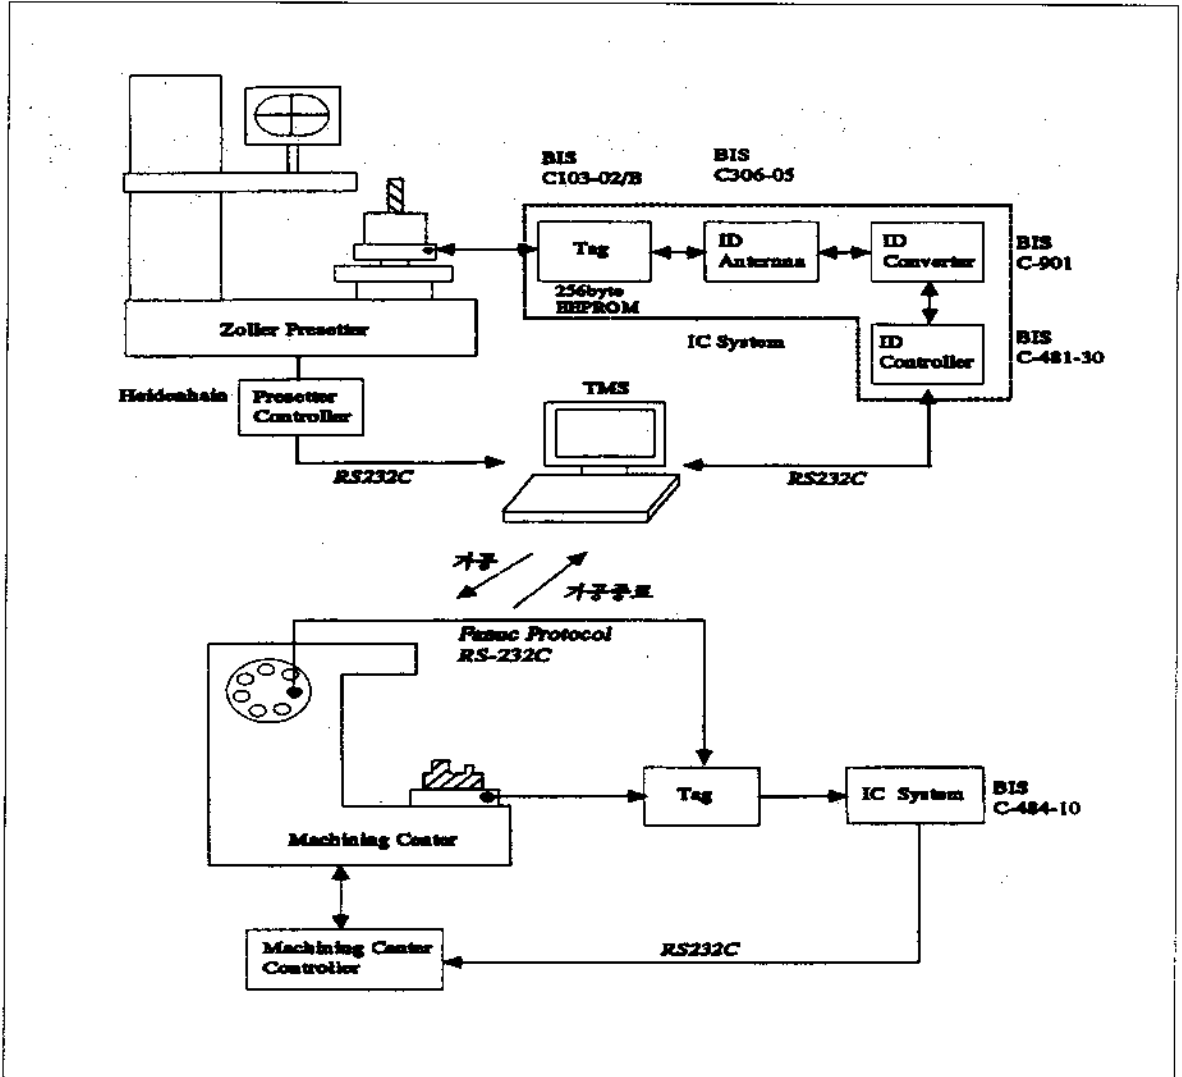 BIS
C103-02/B
BIS
C306-05
Tag
ID
Anternna
ID
Converter
BIS
C-901
256byte
EEPROM
Zoller Presetter
IC System
ID
Controller
BIS
C-481-30
Heidenhain
Presetter
Controller
TMS
RS232C
RS232C
가공
가공종료
Fanuc Protocol
RS-232C
Tag
IC System
BIS
C-484-10
Machining Center
Machining Center
Controller
RS232C